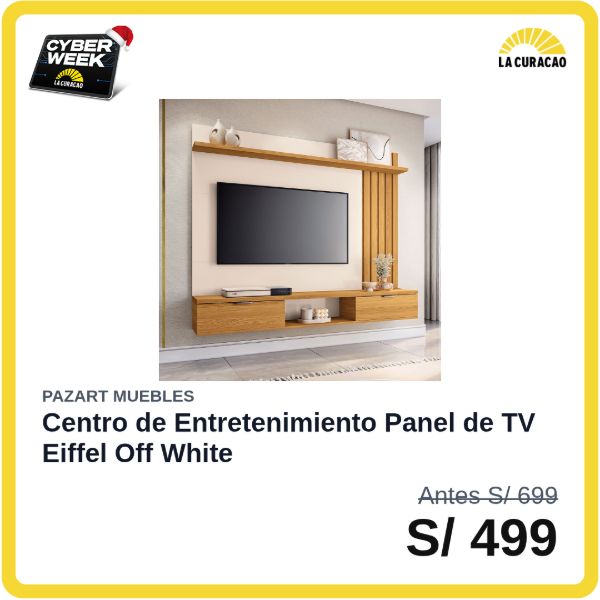 CYBER
WEEK
LA CURACAO
LA CURACAO
PAZART MUEBLES
Centro de Entretenimiento Panel de TV
Eiffel Off White
Antes S/ 699
S/ 499